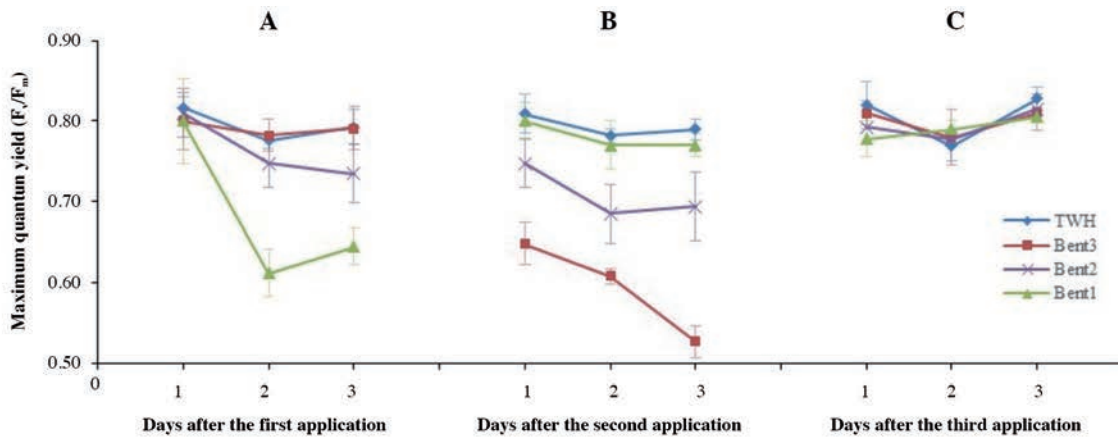 A B C
Maximum quantun yield (Fv/Fm)
0.90
0.80
0.70
0.60
0.50
0
TWH
Bent3
Bent2
Bent1
1 2 3 1 2 3 1 2 3
Days after the first application Days after the second application Days after the third application